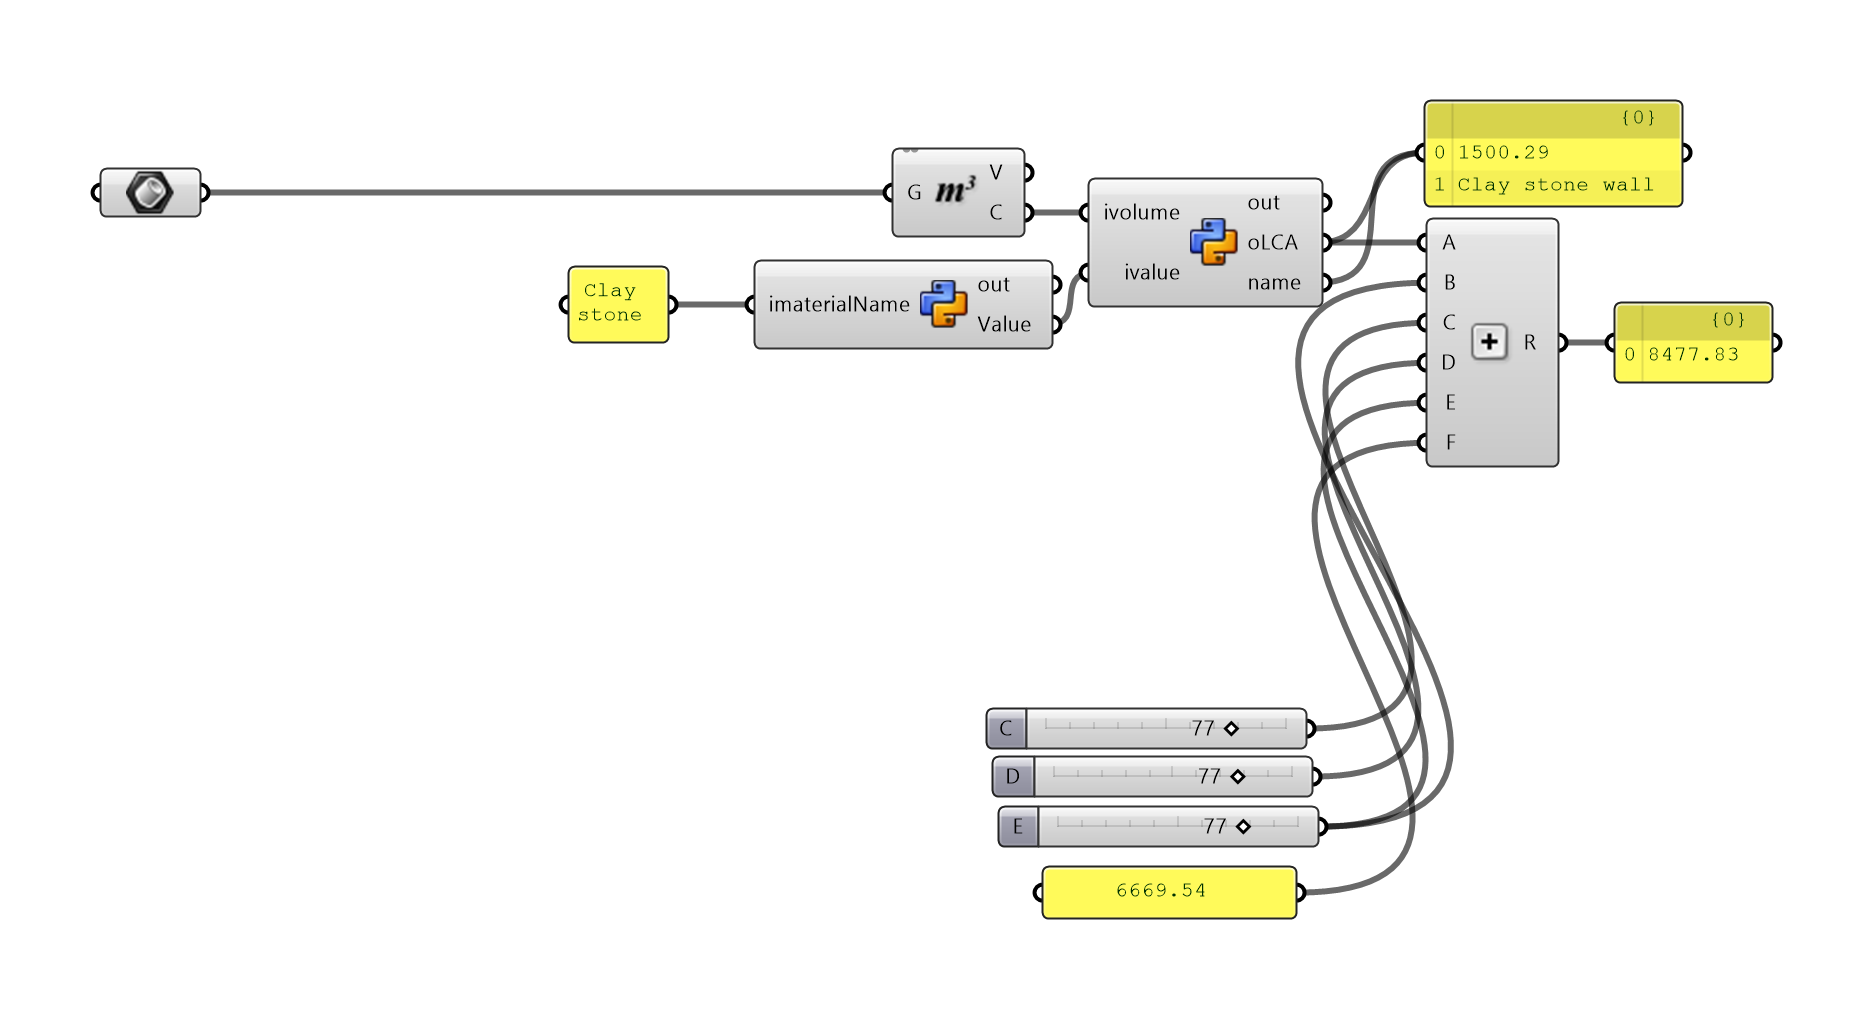 G
m³
V
C
Clay
stone
imaterialName
out
Value
ivolume
ivalue
out
oLCA
name
{0}
0 1500.29
1 Clay stone wall
A
B
C
D
E
F
R
{0}
0 8477.83
C 77
D 77
E 77
6669.54